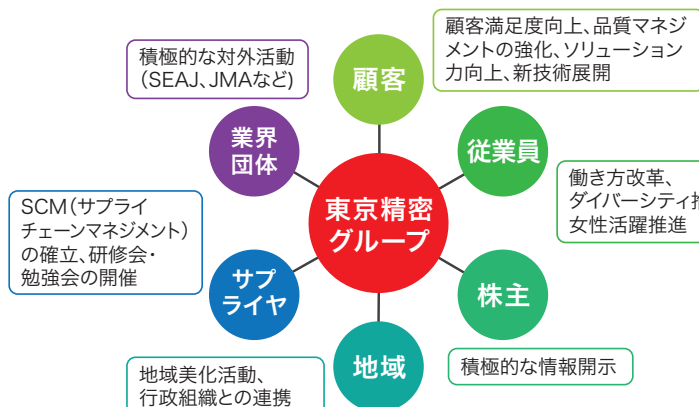 顧客満足度向上、品質マネジ
メントの強化、ソリューション
力向上、新技術展開
積極的な対外活動
（SEAJ、JMAなど）
顧客
業界
団体
従業員
働き方改革、
ダイバーシティ推
女性活躍推進
東京精密
グループ
SCM（サプライ
チェーンマネジメント）
の確立、研修会・
勉強会の開催
サプ
ライヤ
株主
地域
積極的な情報開示
地域美化活動、
行政組織との連携